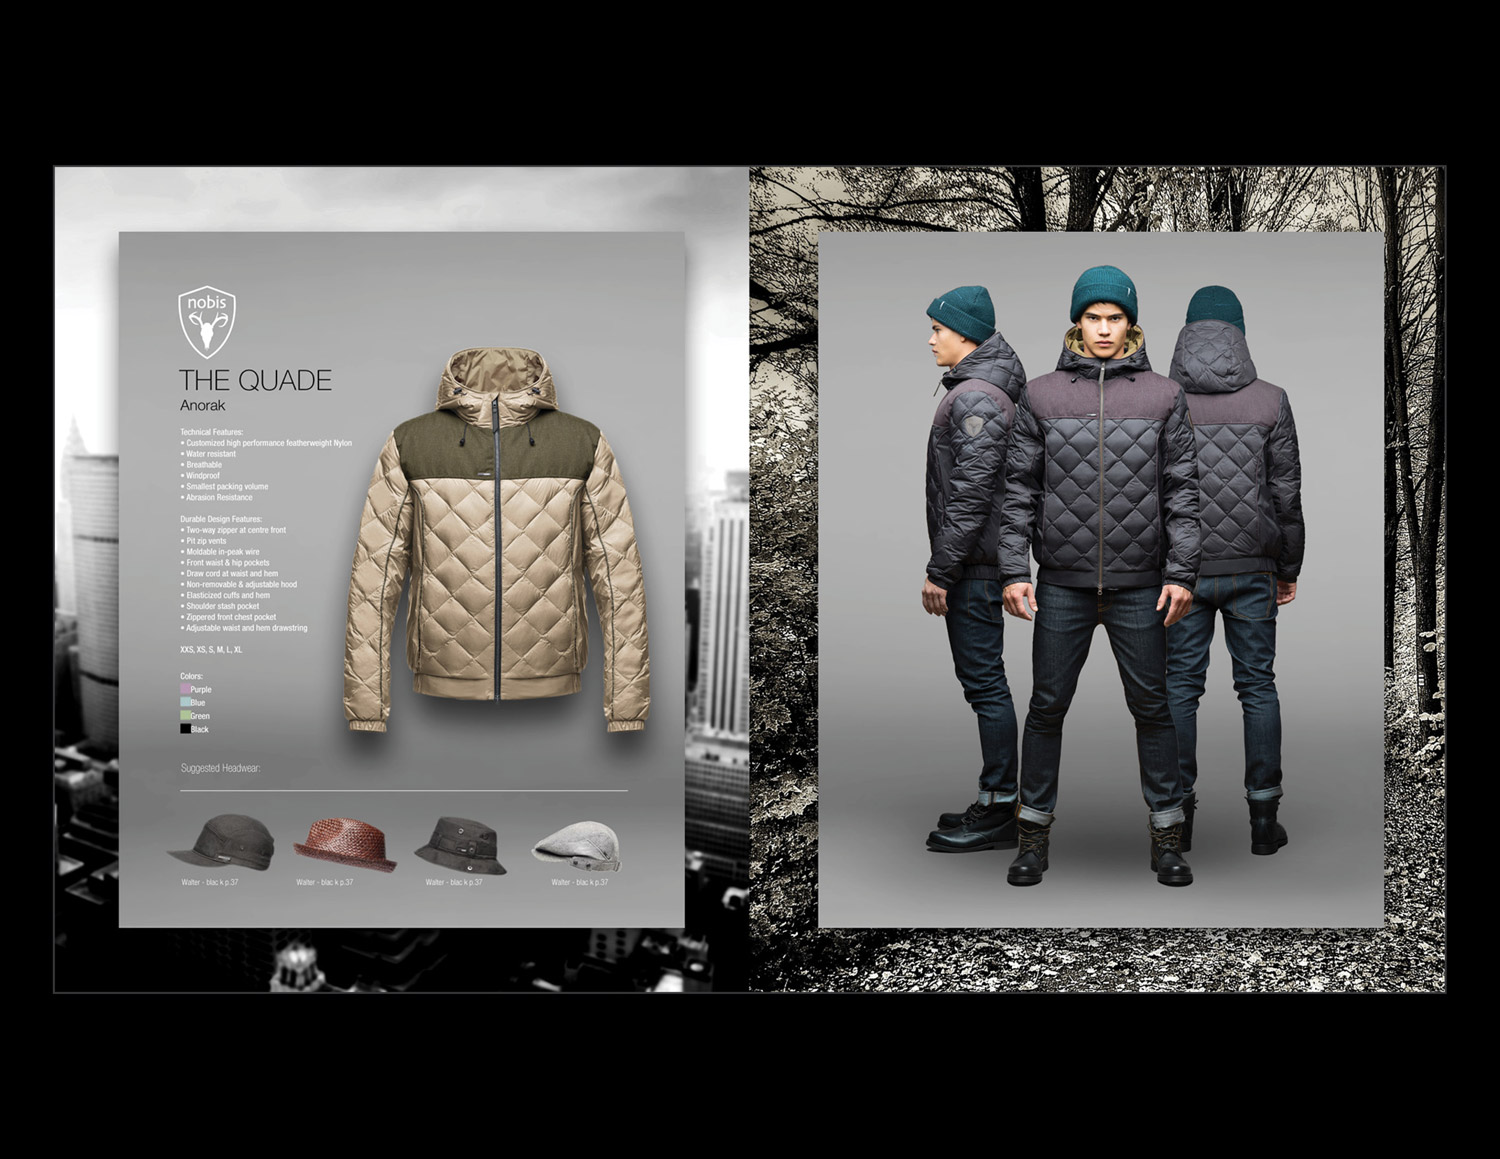 nobis
THE QUADE
Anorak
Technical Features:
• Customized high performance featherweight Nylon
• Water resistant
• Breathable
• Windproof
• Smallest packing volume
• Abrasion Resistance
Durable Design Features:
• Two-way zipper at centre front
• Pit zip vents
• Moldable in-peak wire
• Front waist & hip pockets
• Draw cord at waist and hem
• Non-removable & adjustable hood
• Elasticized cuffs and hem
• Shoulder stash pocket
• Zippered front chest pocket
• Adjustable waist and hem drawstring
XXS, XS, S, M, L, XL
Colors:
Purple
Blue
Green
Black
Suggested Headwear:
Walter - blac k p.37
Walter - blac k p.37
Walter - blac k p.37
Walter - blac k p.37